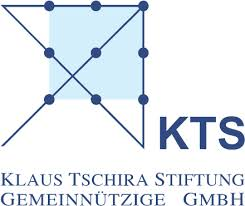 KTS
KLAUS TSCHIRA STIFTUNG
GEMEINNÜTZIGE GMBH